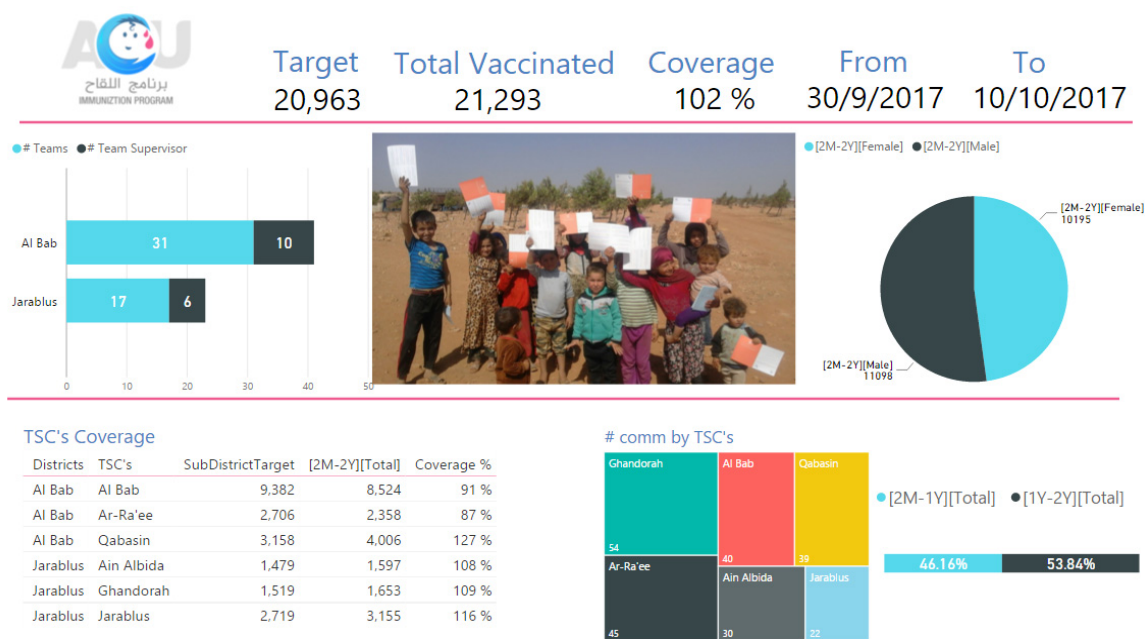 ACU
برنامج اللقاح
IMMUNIZTION PROGRAM
Target Total Vaccinated Coverage From To
20,963 21,293 102 % 30/9/2017 10/10/2017
# Teams # Team Supervisor
Al Bab 31 10
Jarablus 17 6
0 10 20 30 40 50
[2M-2Y][Female] [2M-2Y][Male]
[2M-2Y][Female]
10195
[2M-2Y][Male]
11098
TSC's Coverage
Districts TSC's SubDistrictTarget [2M-2Y][Total] Coverage %
Al Bab Al Bab 9,382 8,524 91 %
Al Bab Ar-Ra'ee 2,706 2,358 87 %
Al Bab Qabasin 3,158 4,006 127 %
Jarablus Ain Albida 1,479 1,597 108 %
Jarablus Ghandorah 1,519 1,653 109 %
Jarablus Jarablus 2,719 3,155 116 %
# comm by TSC's
Ghandorah Al Bab Qabasin
54 40 39
Ar-Ra'ee Ain Albida Jarablus
45 30 22
[2M-1Y][Total] [1Y-2Y][Total]
46.16% 53.84%